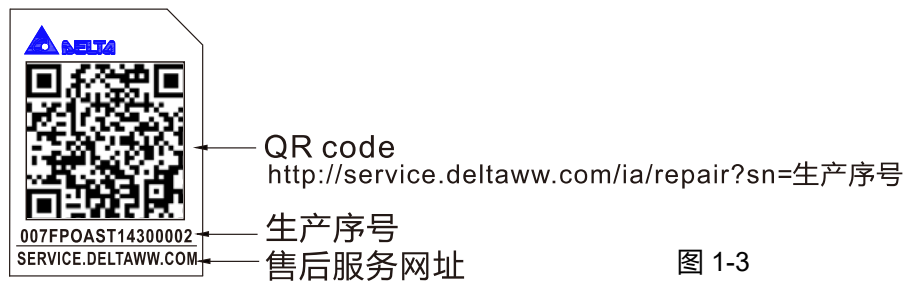 DELTA
QR code
http://service.deltaww.com/ia/repair?sn=生产序号
007FPOAST14300002
生产序号
SERVICE.DELTAWW.COM
售后服务网址
图 1-3